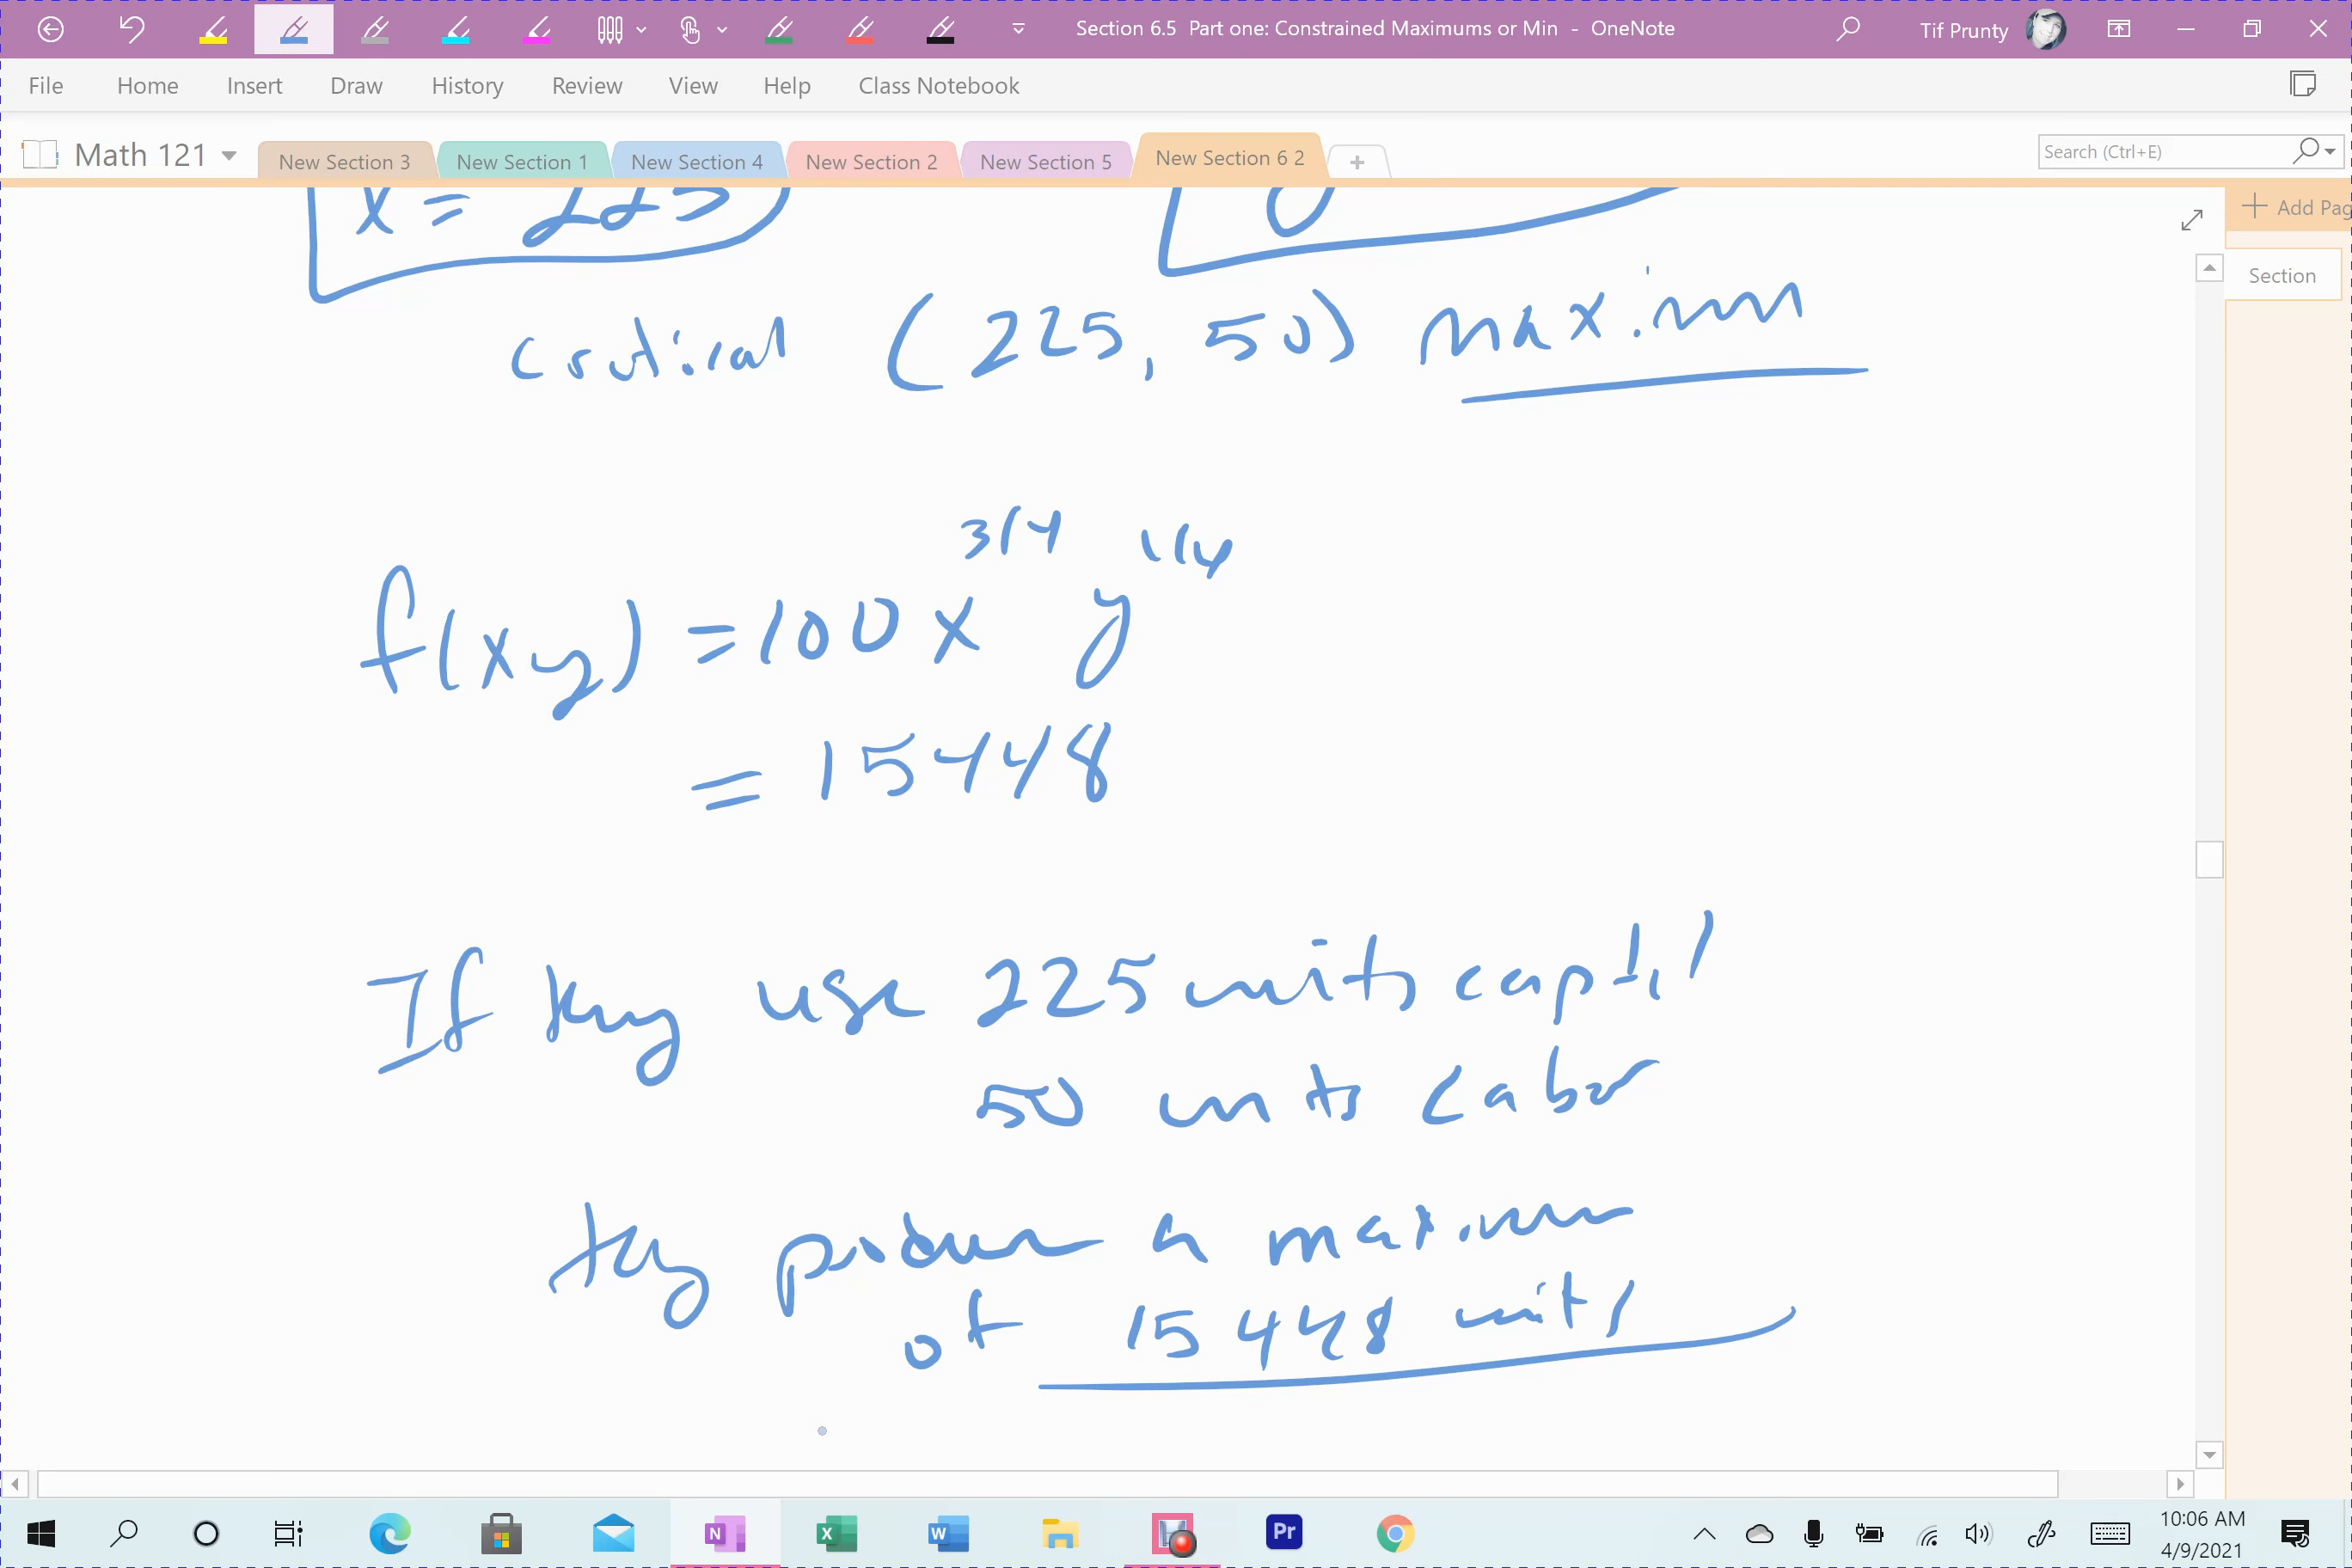 Section 6.5 Part one: Constrained Maximums or Min - OneNote
Tif Prunty
File Home Insert Draw History Review View Help Class Notebook
Math 121 New Section 3 New Section 1 New Section 4 New Section 2 New Section 5 New Section 6 2 +
Search (Ctrl+E)
Add Pag
Section
x = 225
critical (225, 50) maximum
f(xy) = 100 x^3/4 y^1/4
= 15448
If they use 225 units capital
50 units Labor
they produce a maximum
of 15448 units
N X W Pr
10:06 AM
4/9/2021